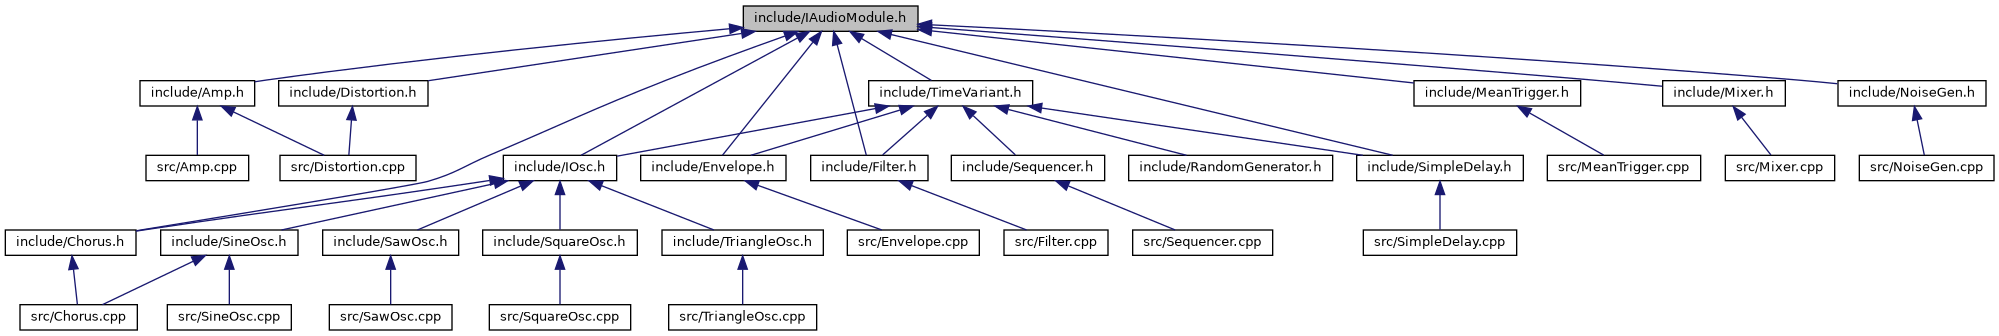 include/IAudioModule.h
include/Amp.h
include/Distortion.h
include/TimeVariant.h
include/MeanTrigger.h
include/Mixer.h
include/NoiseGen.h
src/Amp.cpp
src/Distortion.cpp
include/IOsc.h
include/Envelope.h
include/Filter.h
include/Sequencer.h
include/RandomGenerator.h
include/SimpleDelay.h
src/MeanTrigger.cpp
src/Mixer.cpp
src/NoiseGen.cpp
include/Chorus.h
include/SineOsc.h
include/SawOsc.h
include/SquareOsc.h
include/TriangleOsc.h
src/Envelope.cpp
src/Filter.cpp
src/Sequencer.cpp
src/SimpleDelay.cpp
src/Chorus.cpp
src/SineOsc.cpp
src/SawOsc.cpp
src/SquareOsc.cpp
src/TriangleOsc.cpp